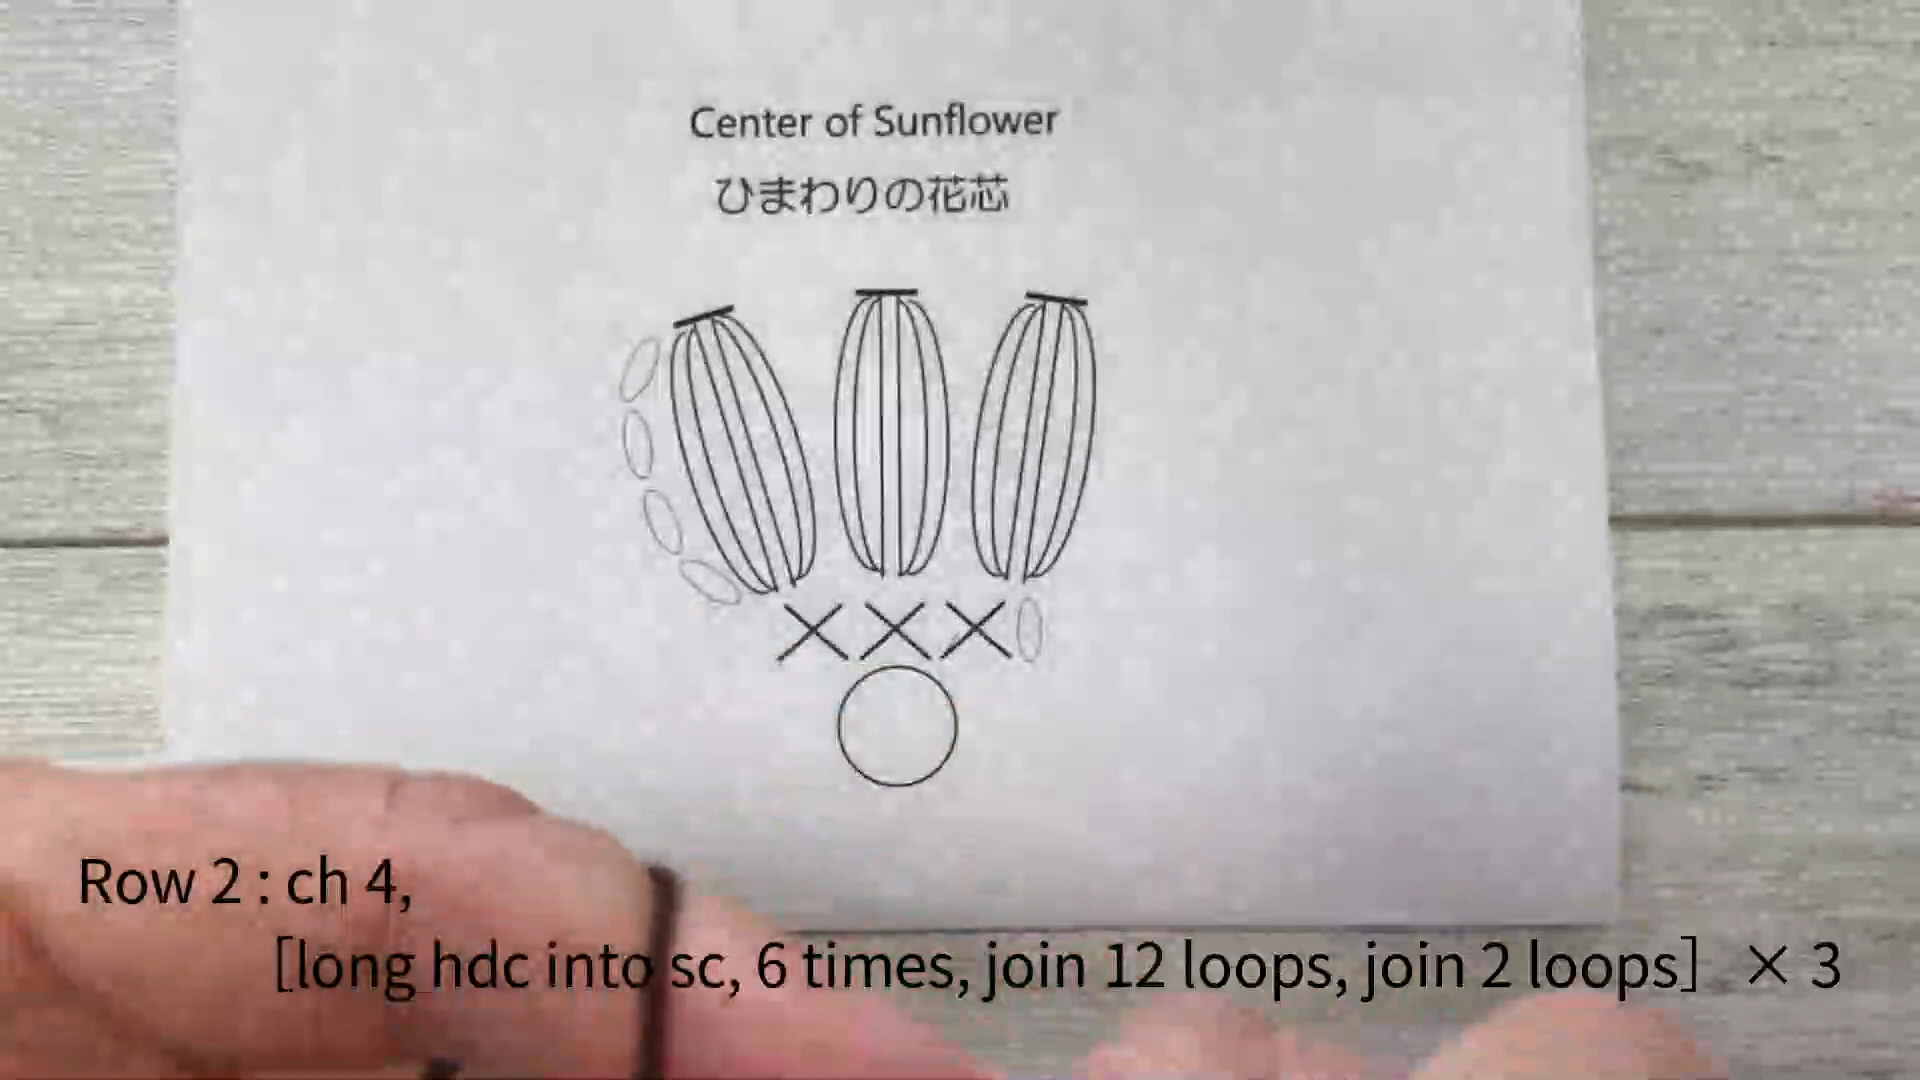 Center of Sunflower
ひまわりの花芯
Row 2 : ch 4,
[long hdc into sc, 6 times, join 12 loops, join 2 loops] × 3